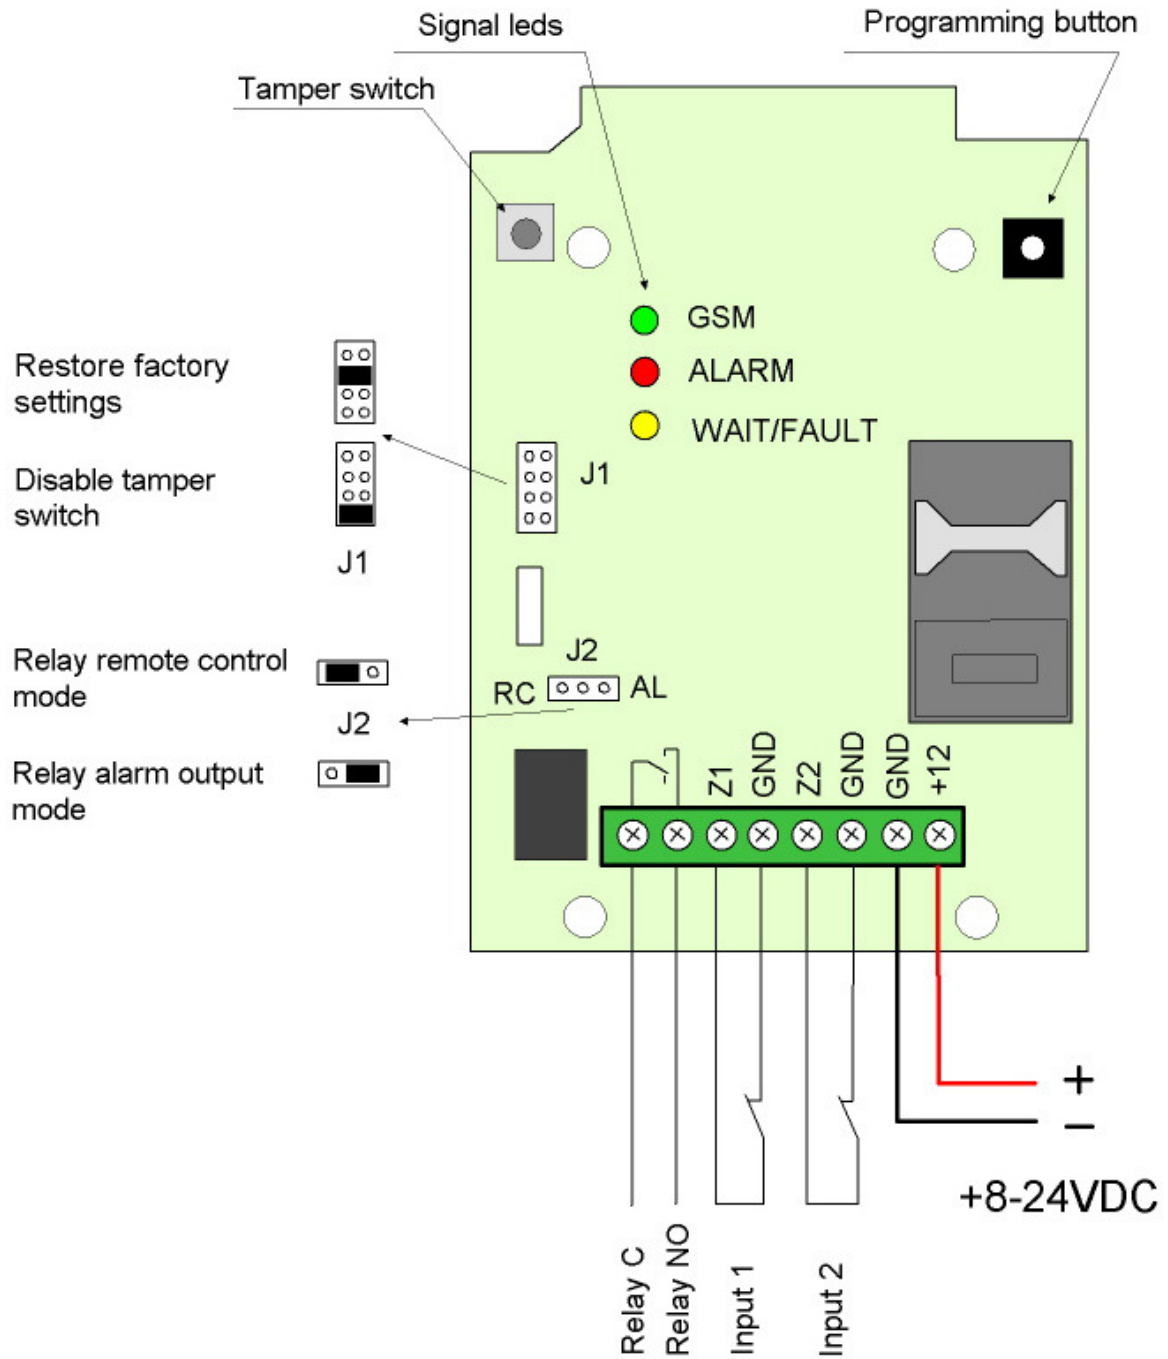 Signal leds
Programming button
Tamper switch
GSM
ALARM
WAIT/FAULT
Restore factory
settings
Disable tamper
switch
J1
J1
Relay remote control
mode
J2
Relay alarm output
mode
J2
RC
AL
Z1
GND
Z2
GND
GND
+12
+
−
+8-24VDC
Relay C
Relay NO
Input 1
Input 2